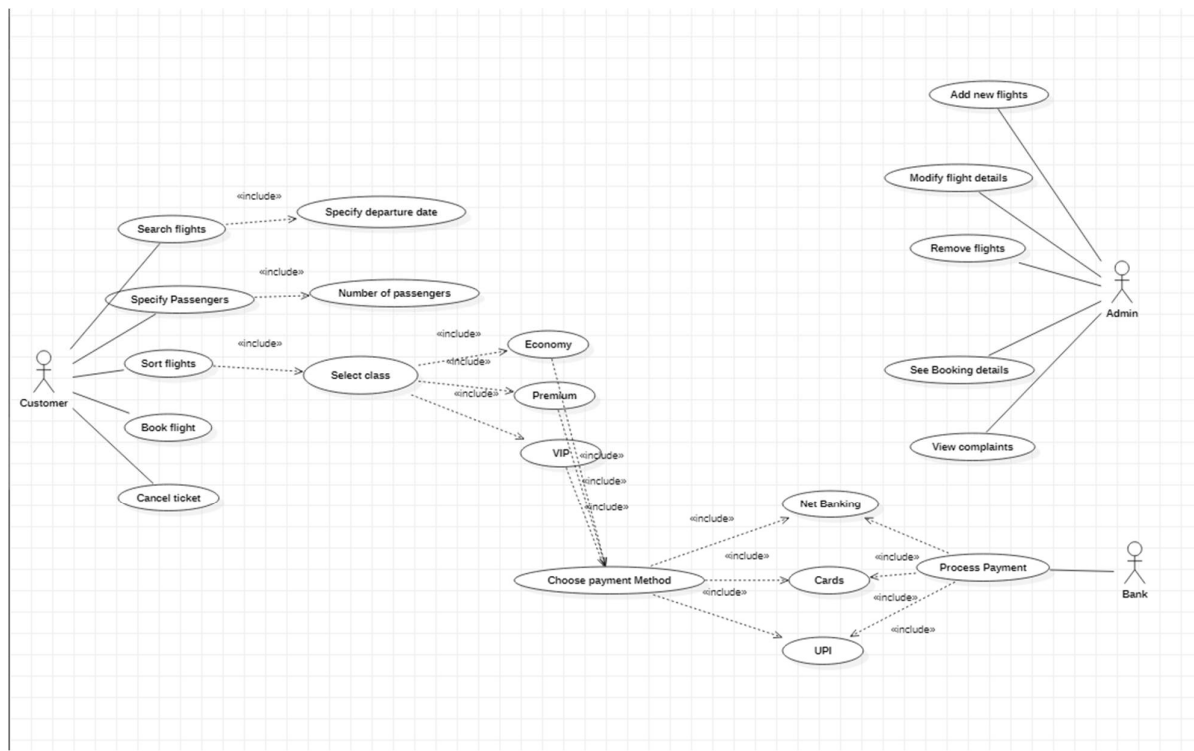 Add new flights
Modify flight details
«include»
Specify departure date
Search flights
Remove flights
«include»
Specify Passengers
Number of passengers
Admin
«include»
«include»
Economy
Sort flights
«include»
Select class
See Booking details
Customer
«include»
Premium
Book flight
View complaints
VIP
«include»
«include»
Cancel ticket
«include»
Net Banking
«include»
«include»
«include»
Process Payment
Choose payment Method
Cards
«include»
«include»
Bank
«include»
UPI